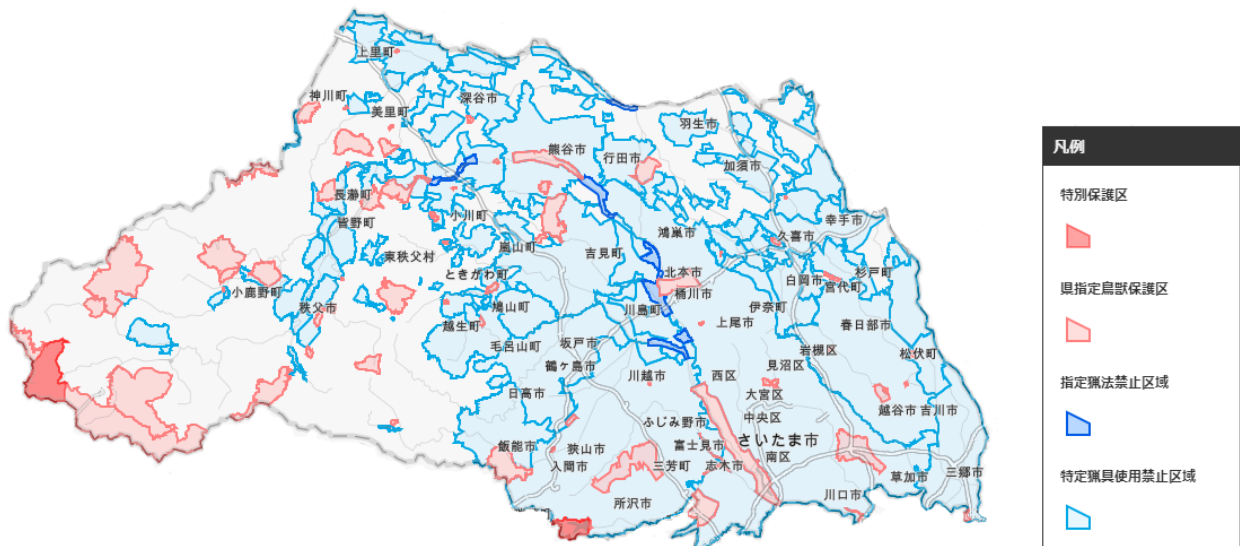 上里町
神川町
美里町
深谷市
羽生市
熊谷市
行田市
加須市
長瀞町
皆野町
小川町
幸手市
鴻巣市
久喜市
嵐山町
吉見町
東秩父村
ときがわ町
北本市
杉戸町
白岡市
宮代町
小鹿野町
桶川市
秩父市
鳩山町
川島町
伊奈町
越生町
上尾市
春日部市
毛呂山町
坂戸市
岩槻区
松伏町
鶴ヶ島市
見沼区
川越市
西区
日高市
大宮区
越谷市
吉川市
中央区
ふじみ野市
さいたま市
飯能市
狭山市
富士見市
南区
入間市
三芳町
志木市
三郷市
草加市
所沢市
川口市
凡例
特別保護区
県指定鳥獣保護区
指定猟法禁止区域
特定猟具使用禁止区域